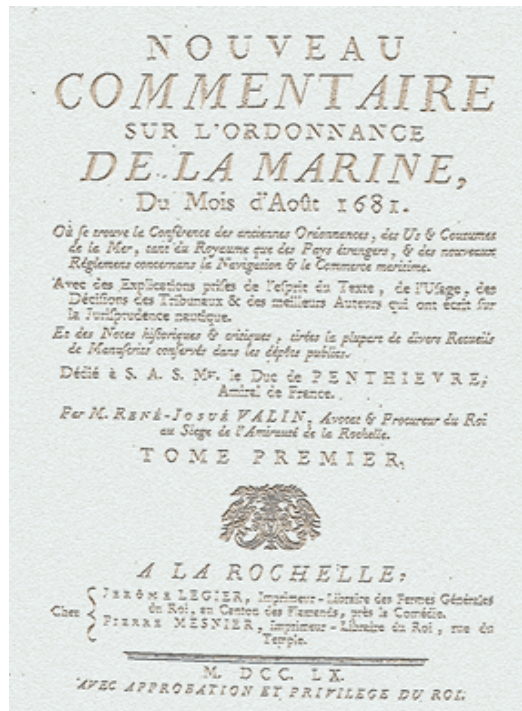 NOUVEAU
COMMENTAIRE
SUR L'ORDONNANCE
DE LA MARINE,
Du Mois d'Août 1681.
Où se trouve la Conférence des anciennes Ordonnances, des Us & Coutumes
de la Mer, tant du Royaume que des Pays étrangers, & des nouveaux
Réglemens concernans la Navigation & le Commerce maritime.
Avec des Explications prises de l'esprit du Texte, de l'Usage, des
Décisions des Tribunaux & des meilleurs Auteurs qui ont écrit sur
la Jurisprudence nautique.
Et des Notes historiques & critiques, tirées la plupart de divers Recueils
de Manuscrits conservés dans les dépôts publics.
Dédié à S. A. S. Mgr. le Duc de PENTHIEVRE,
Amiral de France.
Par M. RENÉ-JOSUÉ VALIN, Avocat & Procureur du Roi
au Siege de l'Amirauté de la Rochelle.
TOME PREMIER,
A LA ROCHELLE:
JERÔME LEGIER, Imprimeur-Libraire des Fermes Générales
Chez du Roi, au Canton des Flamends, près la Comédie.
PIERRE MESNIER, Imprimeur-Libraire du Roi, rue du
Temple.
M. DCC. LX.
AVEC APPROBATION ET PRIVILEGE DU ROI.